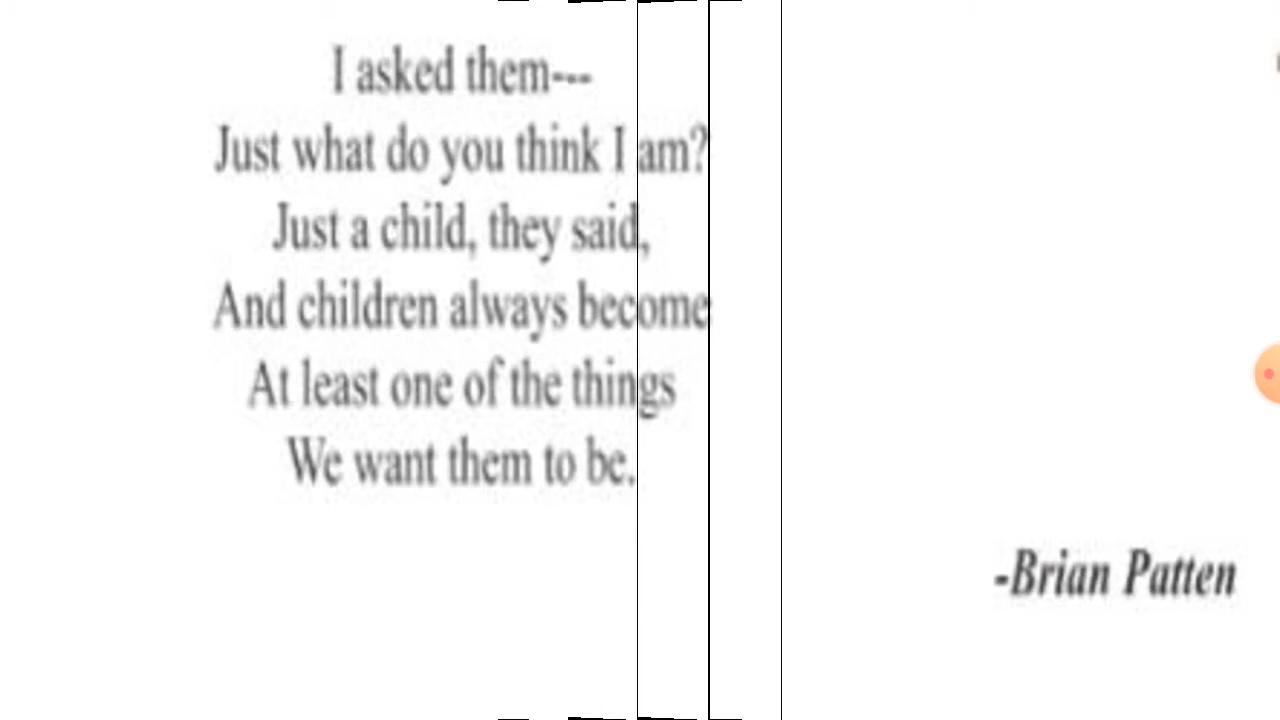 I asked them---
Just what do you think I am?
Just a child, they said,
And children always become
At least one of the things
We want them to be.
-Brian Patten